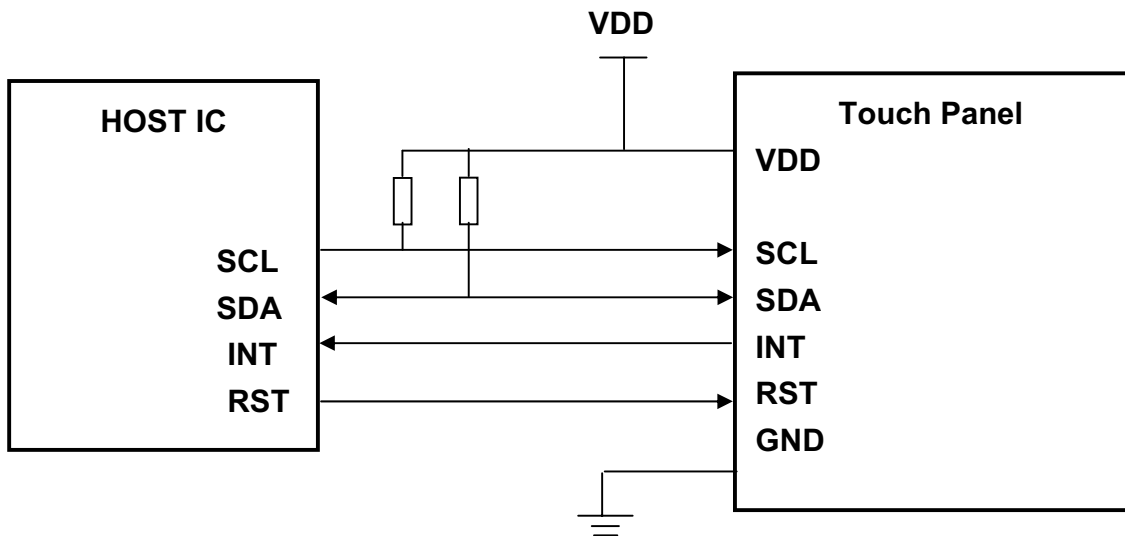 VDD
HOST IC
SCL
SDA
INT
RST
Touch Panel
VDD
SCL
SDA
INT
RST
GND